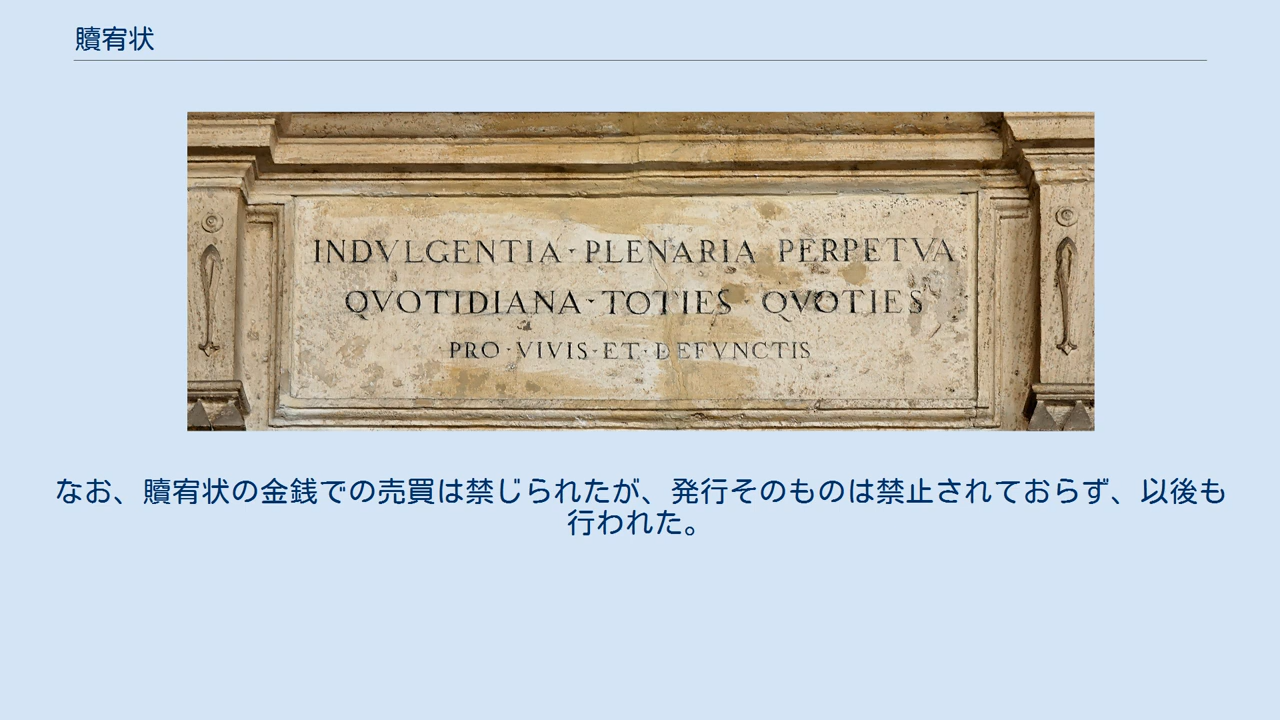 贖宥状
INDVLGENTIA·PLENARIA PERPETVA
QVOTIDIANA·TOTIES QVOTIES
PRO·VIVIS·ET·DEFVNCTIS
なお、贖宥状の金銭での売買は禁じられたが、発行そのものは禁止されておらず、以後も
行われた。